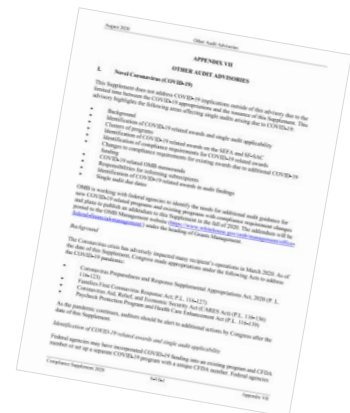 August 2020
Other Audit Advisories
APPENDIX VII
OTHER AUDIT ADVISORIES
I. Novel Coronavirus (COVID-19)
This Supplement does not address COVID-19 implications outside of this advisory due to the
limited time between the COVID-19 appropriations and the issuance of this Supplement. This
advisory highlights the following areas affecting single audits arising due to COVID-19:
• Background
• Identification of COVID-19 related awards and single audit applicability
• Clusters of programs
• Identification of COVID-19 related awards on the SEFA and SF-SAC
• Identification of compliance requirements for COVID-19 related awards
• Changes to compliance requirements for existing awards due to additional COVID-19
funding
• COVID-19 related OMB memoranda
• Responsibilities for informing subrecipients
• Identification of COVID-19 related awards in audit findings
• Single audit due dates
OMB is working with federal agencies to identify the needs for additional audit guidance for
new COVID-19 related programs and existing programs with compliance requirement changes
and plans to publish an addendum to this Supplement in the fall of 2020. The addendum will be
posted to the OMB Management website (https://www.whitehouse.gov/omb/management/office-
federal-financial-management/) under the heading of Grants Management.
Background
The Coronavirus crisis has adversely impacted many recipient's operations in March 2020. As of
the date of this Supplement, Congress made appropriations under the following Acts to address
the COVID-19 pandemic:
• Coronavirus Preparedness and Response Supplemental Appropriations Act, 2020 (P. L.
116-123)
• Families First Coronavirus Response Act (P.L. 116-127)
• Coronavirus Aid, Relief, and Economic Security Act (CARES Act) (P.L. 116-136)
• Paycheck Protection Program and Health Care Enhancement Act (P.L. 116-139)
As the pandemic continues, auditors should be alert to additional actions by Congress after the
date of this Supplement.
Identification of COVID-19 related awards and single audit applicability
Federal agencies may have incorporated COVID-19 funding into an existing program and CFDA
number or set up a separate COVID-19 program with a unique CFDA number. Federal agencies
Compliance Supplement 2020
Appendix VII